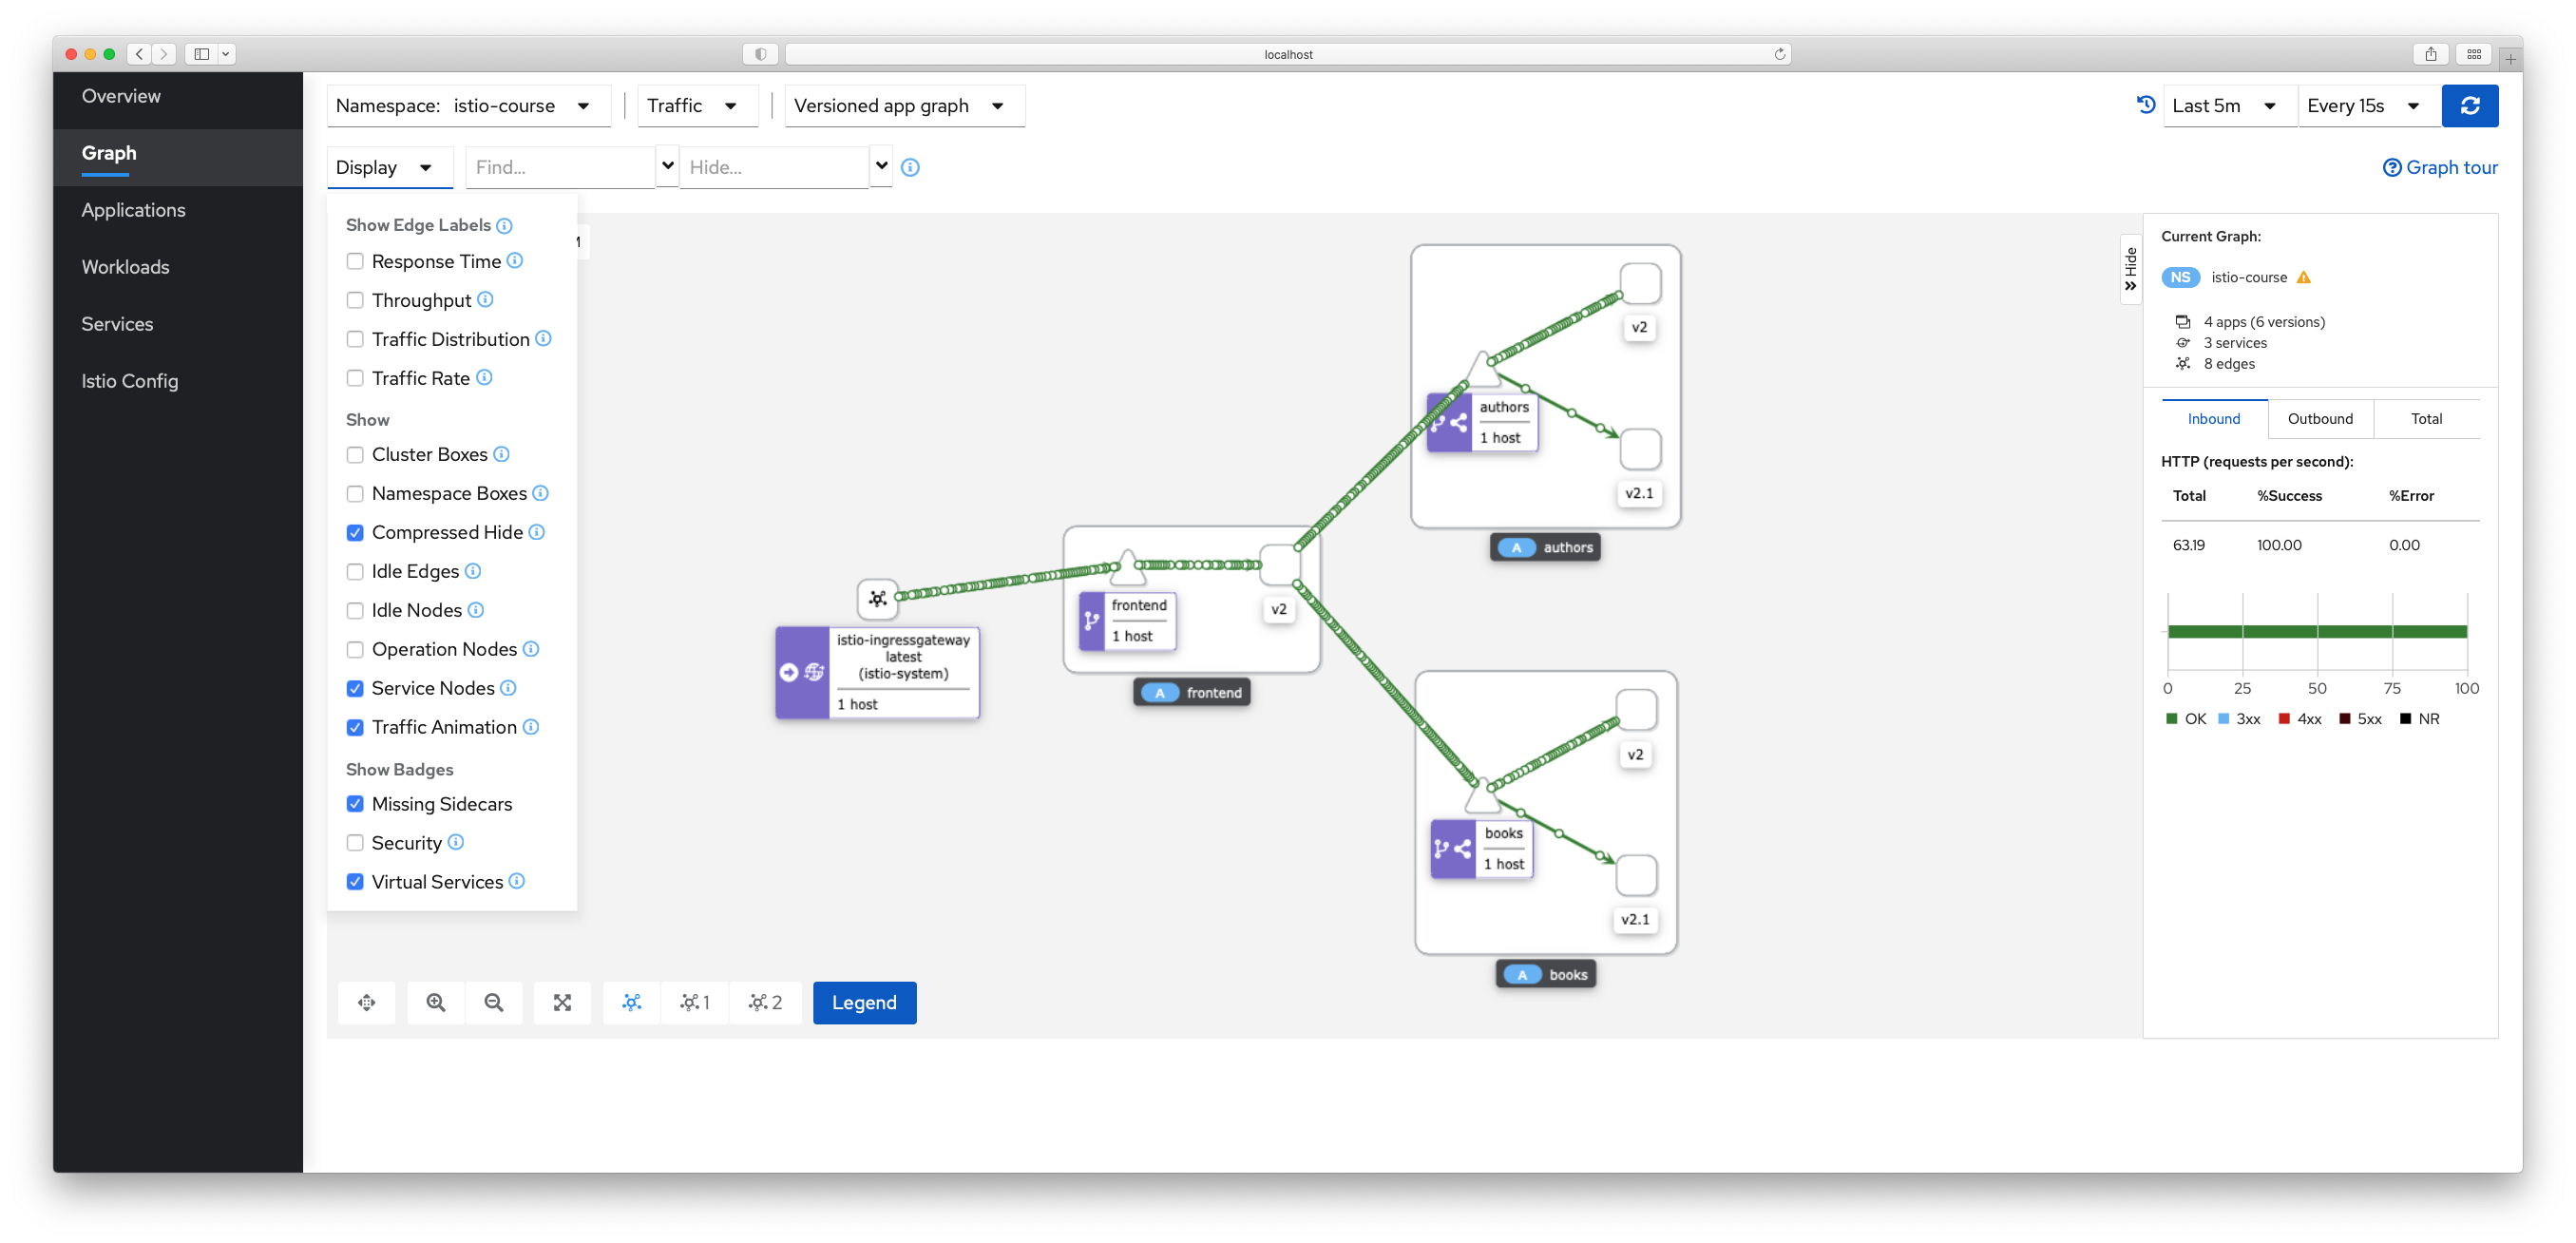 localhost
Overview
Graph
Applications
Workloads
Services
Istio Config
Namespace: istio-course
Traffic
Versioned app graph
Last 5m
Every 15s
Display
Find...
Hide...
Graph tour
Show Edge Labels
Response Time
Throughput
Traffic Distribution
Traffic Rate
Show
Cluster Boxes
Namespace Boxes
Compressed Hide
Idle Edges
Idle Nodes
Operation Nodes
Service Nodes
Traffic Animation
Show Badges
Missing Sidecars
Security
Virtual Services
v2
authors
1 host
v2.1
A authors
frontend
1 host
v2
A frontend
istio-ingressgateway
latest
(istio-system)
1 host
v2
books
1 host
v2.1
A books
1
2
Legend
Hide
Current Graph:
NS istio-course
4 apps (6 versions)
3 services
8 edges
Inbound
Outbound
Total
HTTP (requests per second):
Total %Success %Error
63.19 100.00 0.00
0 25 50 75 100
OK 3xx 4xx 5xx NR